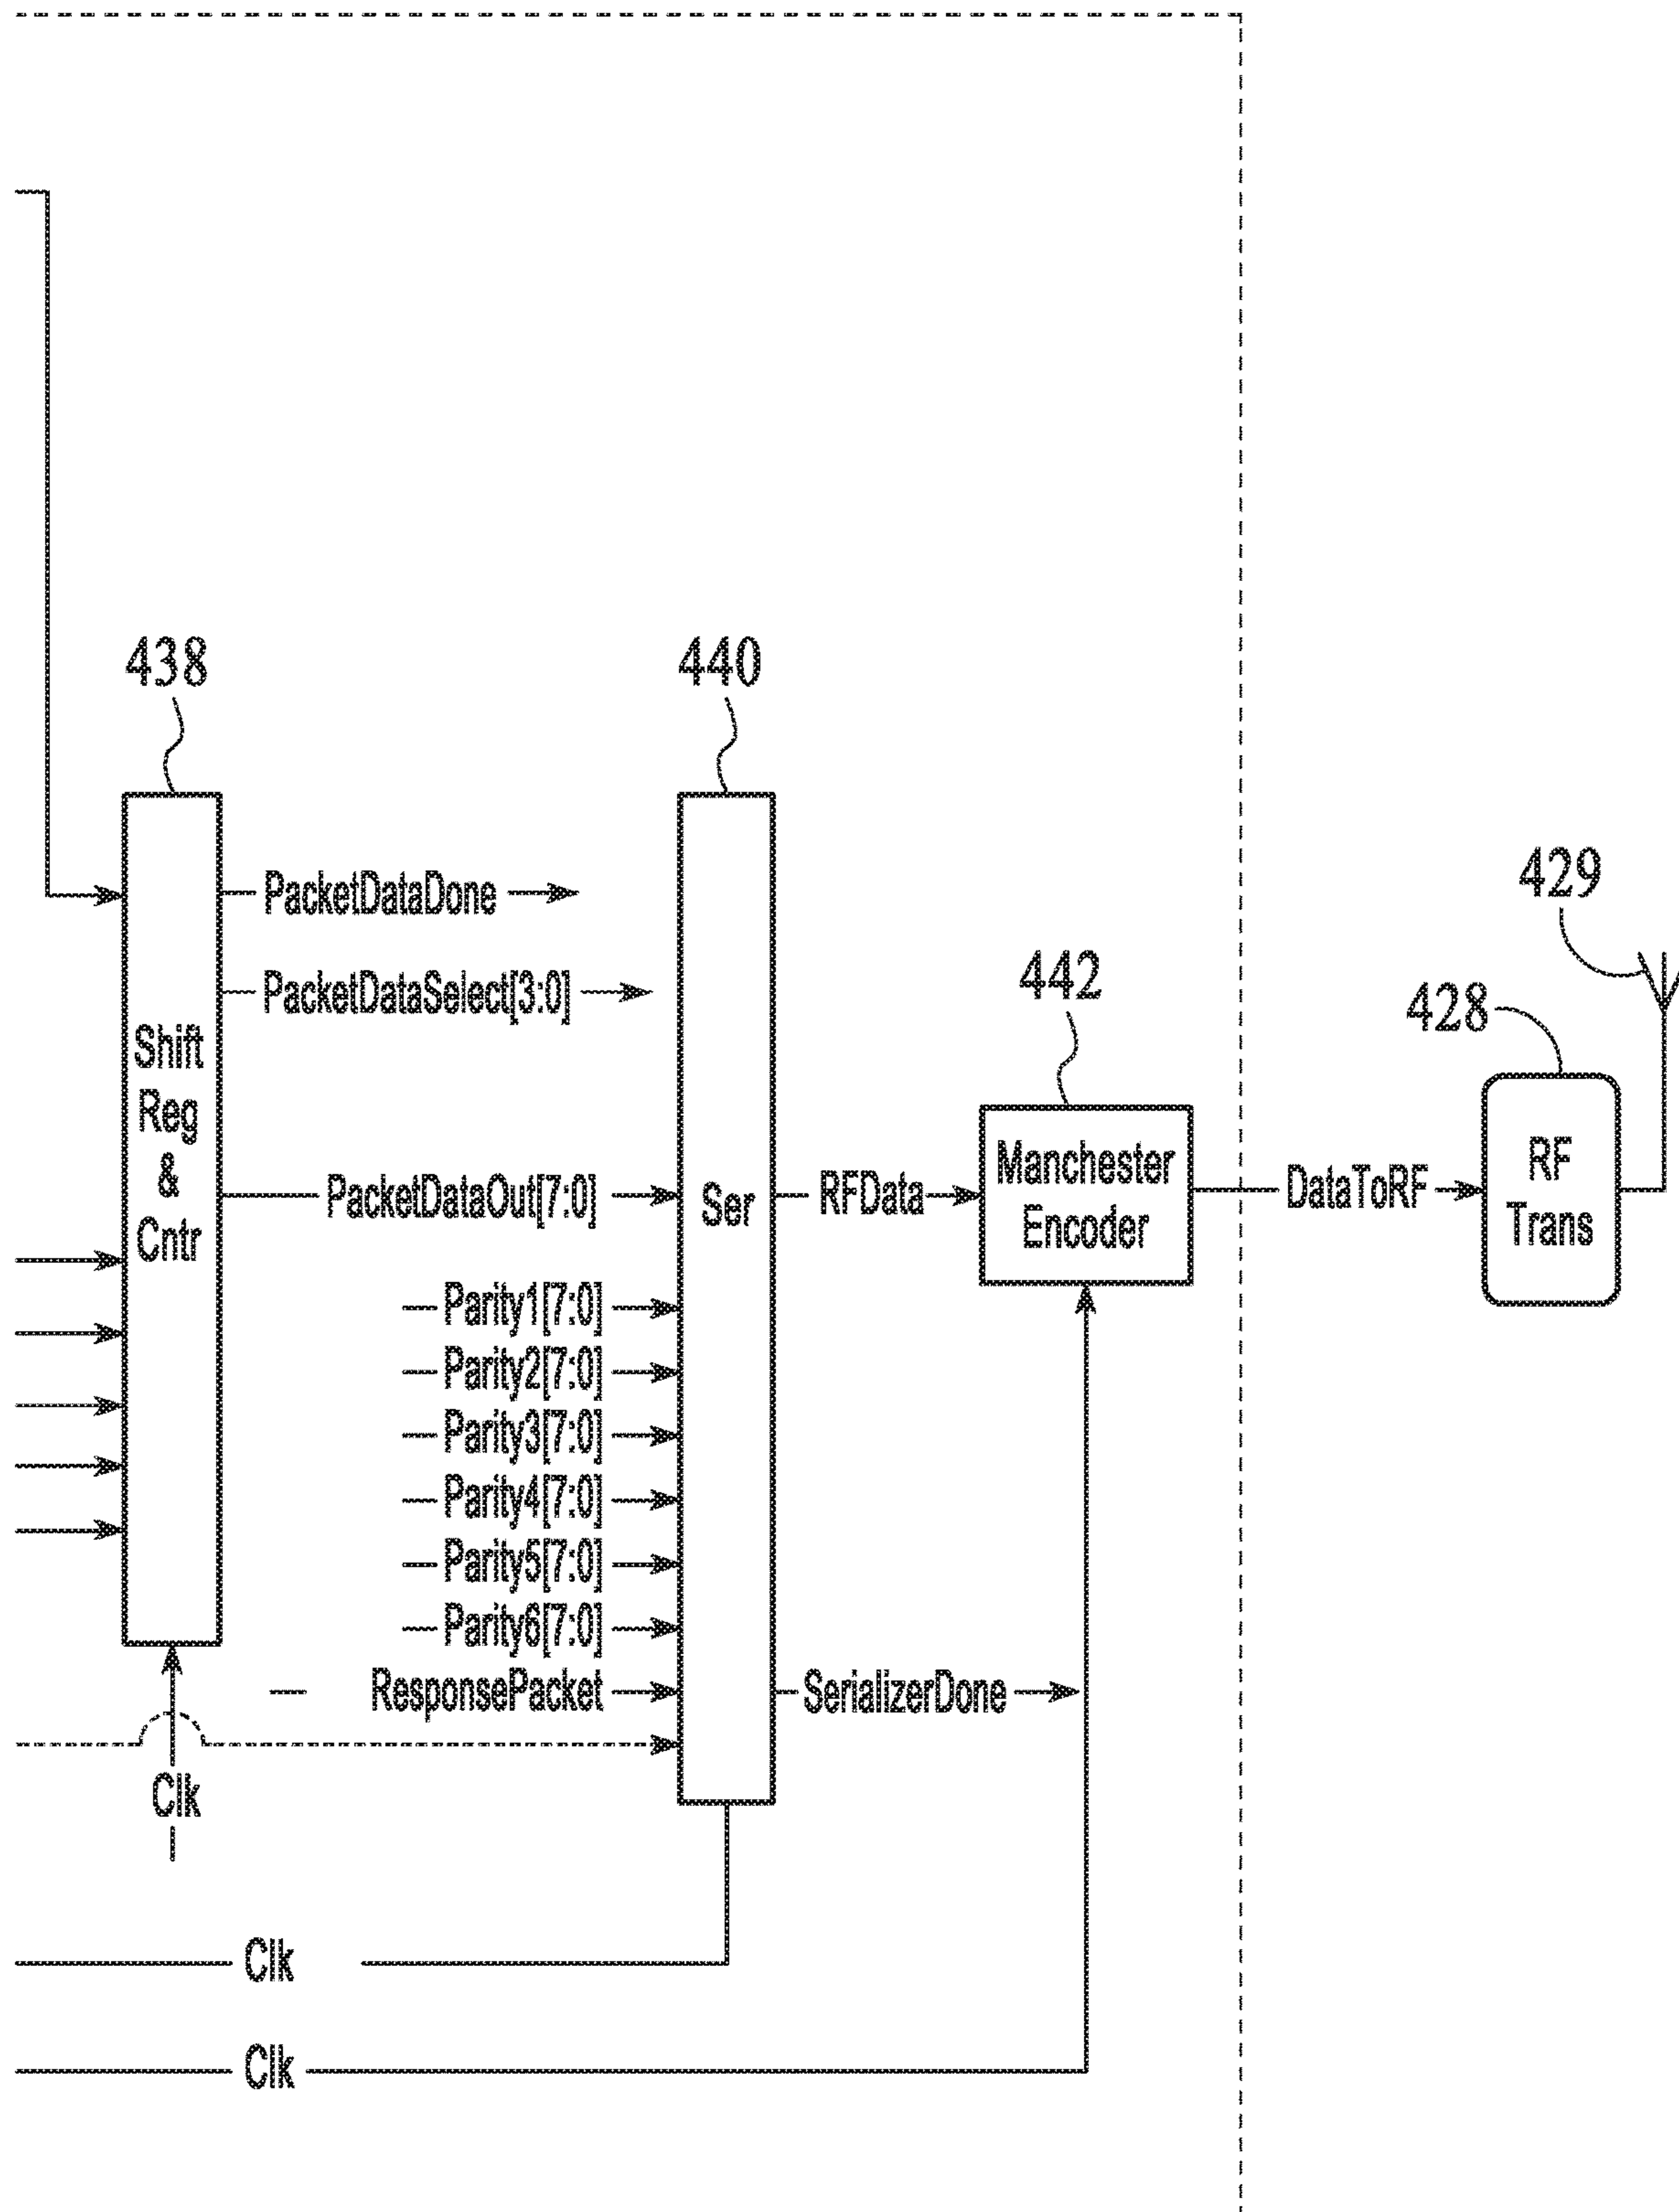 438
440
429
PacketDataDone
442
428
PacketDataSelect[3:0]
Shift
Reg
&
Cntr
PacketDataOut[7:0]
Ser
RFData
Manchester
Encoder
DataToRF
RF
Trans
Parity1[7:0]
Parity2[7:0]
Parity3[7:0]
Parity4[7:0]
Parity5[7:0]
Parity6[7:0]
ResponsePacket
SerializerDone
Clk
Clk
Clk